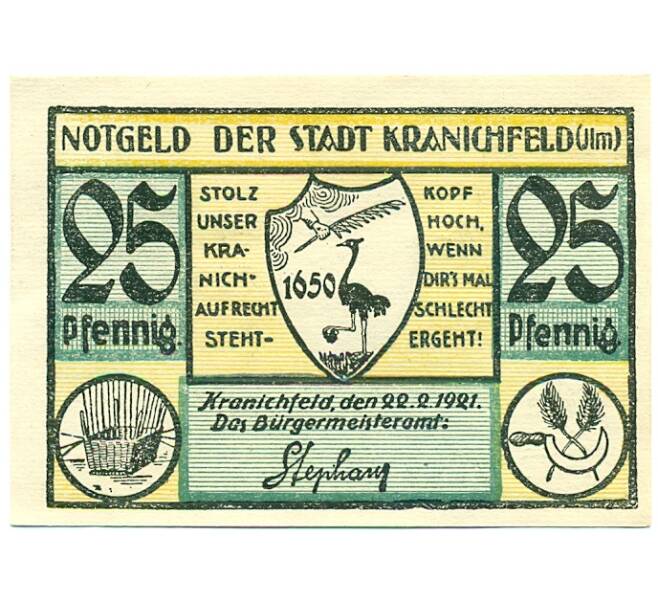 NOTGELD DER STADT KRANICHFELD (Ilm)
25
Pfennig.
STOLZ
UNSER
KRA-
NICH-
AUFRECHT
STEHT-
1650
KOPF
HOCH,
WENN
DIR'S MAL
SCHLECHT
ERGEHT!
25
Pfennig.
Kranichfeld, den 22.2.1921.
Das Bürgermeisteramt:
Stephan